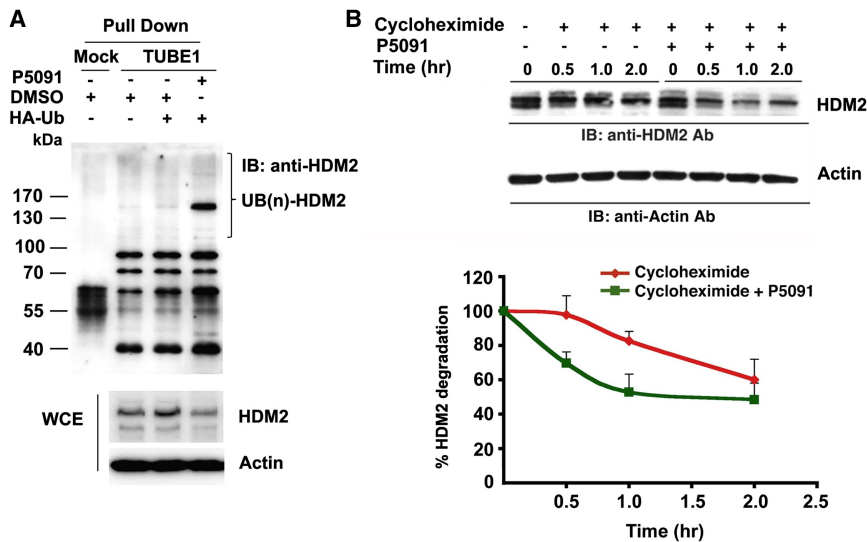 A
Pull Down
Mock TUBE1
P5091 - - - +
DMSO + + + -
HA-Ub - - + +
kDa
170
130
100
70
55
40
IB: anti-HDM2
UB(n)-HDM2
WCE
HDM2
Actin
B
Cycloheximide - + + + + + +
P5091 - - - - + + + +
Time (hr) 0 0.5 1.0 2.0 0 0.5 1.0 2.0
HDM2
IB: anti-HDM2 Ab
Actin
IB: anti-Actin Ab
Cycloheximide
Cycloheximide + P5091
% HDM2 degradation
120
100
80
60
40
20
0
0.5 1.0 1.5 2.0 2.5
Time (hr)